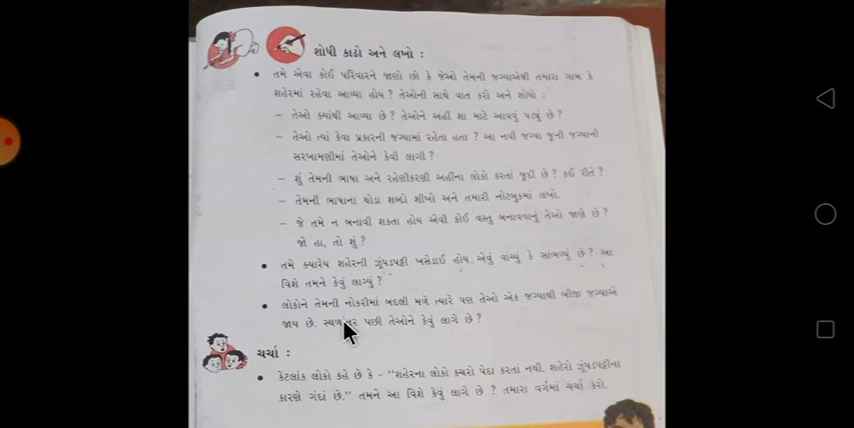 શોધી કાઢો અને લખો :
• તમે એવા કોઈ પરિવારને જાણો છો કે જેઓ તેમની જગ્યાએથી તમારા ગામ કે
શહેરમાં રહેવા આવ્યા હોય ? તેઓની સાથે વાત કરો અને શોધો :
– તેઓ ક્યાંથી આવ્યા છે ? તેઓને અહીં શા માટે આવવું પડ્યું છે ?
– તેઓ ત્યાં કેવા પ્રકારની જગ્યામાં રહેતા હતા ? આ નવી જગ્યા જૂની જગ્યાની
સરખામણીમાં તેઓને કેવી લાગી ?
– શું તેમની ભાષા અને રહેણીકરણી અહીંના લોકો કરતાં જુદી છે ? કઈ રીતે ?
– તેમની ભાષાના થોડા શબ્દો શીખો અને તમારી નોટબુકમાં લખો.
– જે તમે ન બનાવી શકતા હોય એવી કોઈ વસ્તુ બનાવવાનું તેઓ જાણે છે ?
જો હા, તો શું ?
• તમે ક્યારેય શહેરની ઝૂંપડપટ્ટી ખસેડાઈ હોય એવું વાંચ્યું કે સાંભળ્યું છે ? આ
વિશે તમને કેવું લાગ્યું ?
• લોકોને તેમની નોકરીમાં બદલી મળે ત્યારે પણ તેઓ એક જગ્યાથી બીજી જગ્યાએ
જાય છે. સ્થળાંતર પછી તેઓને કેવું લાગે છે ?
ચર્ચા :
• કેટલાંક લોકો કહે છે કે – “શહેરના લોકો કચરો પેદા કરતાં નથી. શહેરો ઝૂંપડપટ્ટીના
કારણે ગંદાં છે.” તમને આ વિશે કેવું લાગે છે ? તમારા વર્ગમાં ચર્ચા કરો.